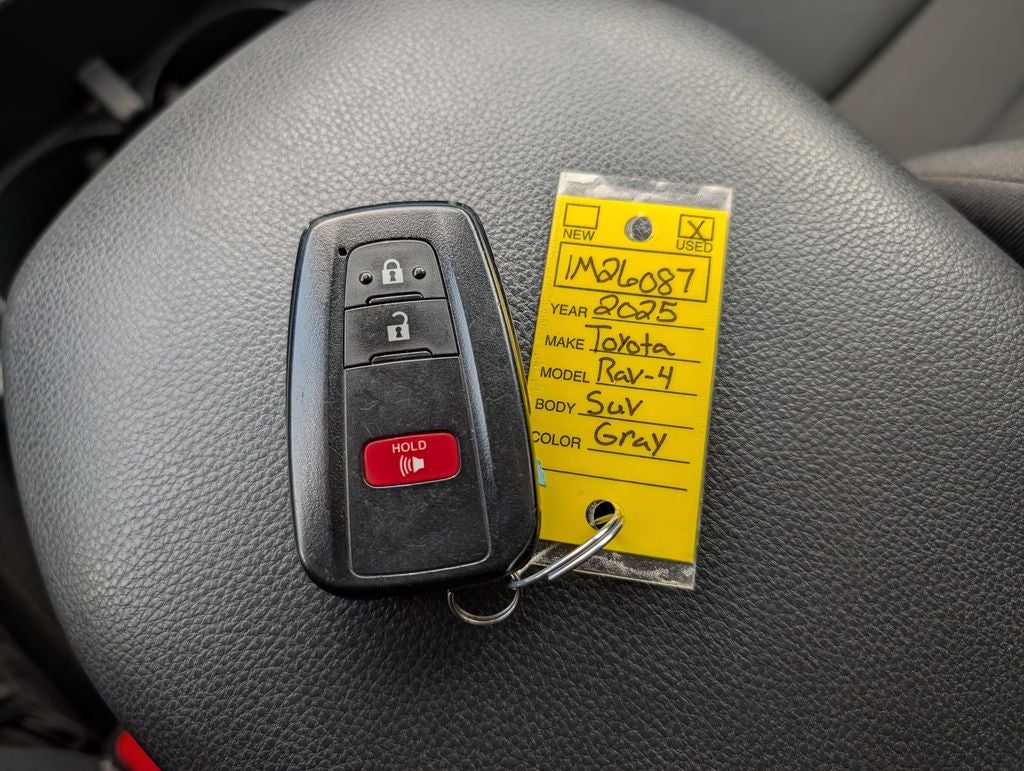 HOLD
NEW X USED
1M26087
YEAR 2025
MAKE Toyota
MODEL Rav-4
BODY Suv
COLOR Gray